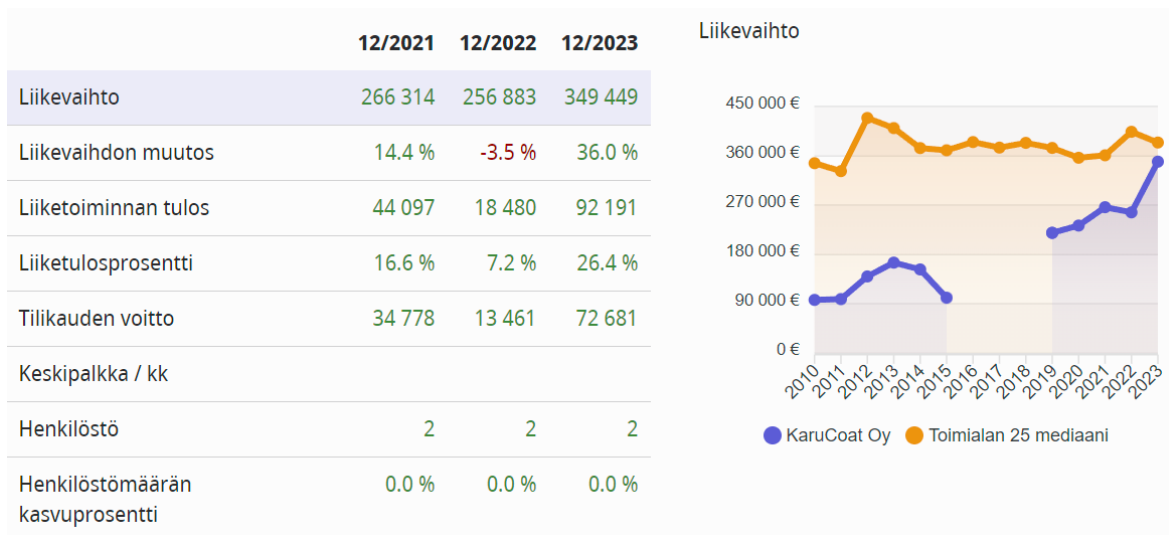 12/2021 12/2022 12/2023
Liikevaihto 266 314 256 883 349 449
Liikevaihdon muutos 14.4 % -3.5 % 36.0 %
Liiketoiminnan tulos 44 097 18 480 92 191
Liiketulosprosentti 16.6 % 7.2 % 26.4 %
Tilikauden voitto 34 778 13 461 72 681
Keskipalkka / kk
Henkilöstö 2 2 2
Henkilöstömäärän 0.0 % 0.0 % 0.0 %
kasvuprosentti
Liikevaihto
450 000 €
360 000 €
270 000 €
180 000 €
90 000 €
0 €
2010 2011 2012 2013 2014 2015 2016 2017 2018 2019 2020 2021 2022 2023
KaruCoat Oy Toimialan 25 mediaani